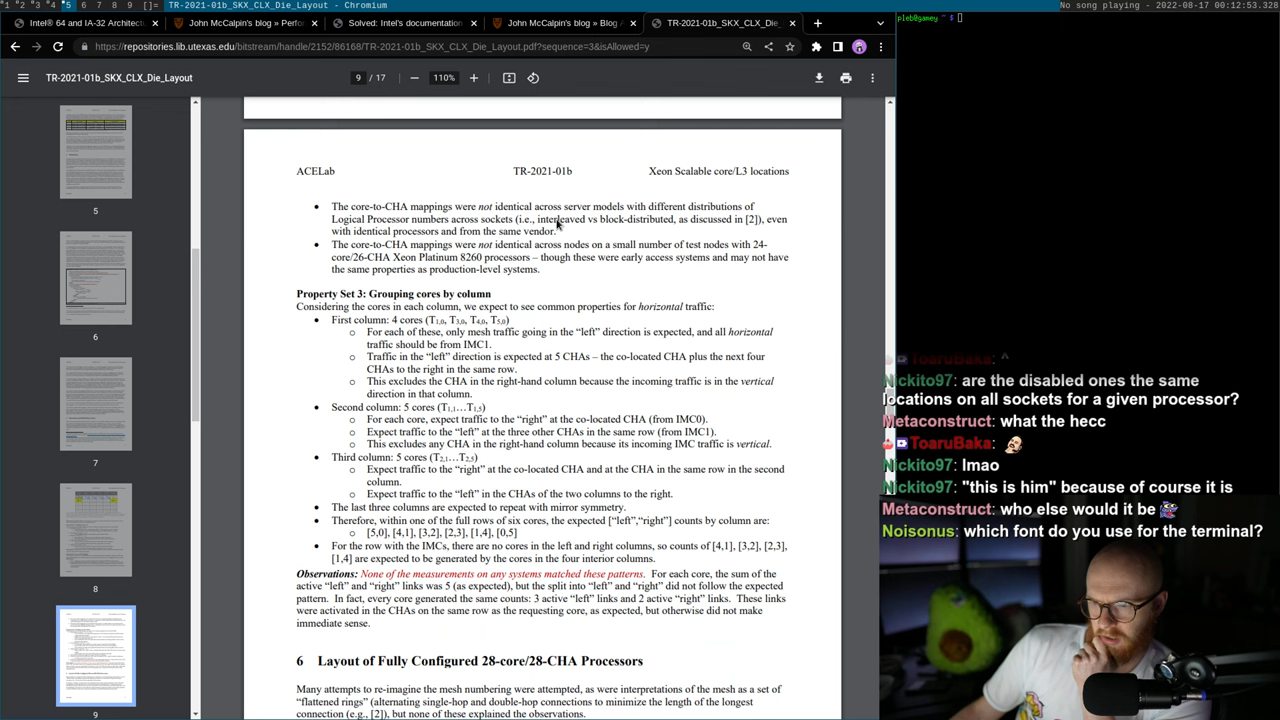 1 2 3 4 5 6 7 8 9 []= TR-2021-01b_SKX_CLX_Die_Layout.pdf - Chromium
No song playing - 2022-08-17 00:12:53.328
Intel® 64 and IA-32 Architectu
John McCalpin's blog » Perfor
Solved: Intel's documentation
John McCalpin's blog » Blog A
TR-2021-01b_SKX_CLX_Die_
https://repositories.lib.utexas.edu/bitstream/handle/2152/86168/TR-2021-01b_SKX_CLX_Die_Layout.pdf?sequence=3&isAllowed=y
TR-2021-01b_SKX_CLX_Die_Layout
9 / 17
110%
5
6
7
8
9
ACELab TR-2021-01b Xeon Scalable core/L3 locations
• The core-to-CHA mappings were not identical across server models with different distributions of
Logical Processor numbers across sockets (i.e., interleaved vs block-distributed, as discussed in [2]), even
with identical processors and from the same vendor.
• The core-to-CHA mappings were not identical across nodes on a small number of test nodes with 24-
core/26-CHA Xeon Platinum 8260 processors – though these were early access systems and may not have
the same properties as production-level systems.
Property Set 3: Grouping cores by column
Considering the cores in each column, we expect to see common properties for horizontal traffic:
• First column: 4 cores (T1,0, T3,0, T4,0, T5,0)
o For each of these, only mesh traffic going in the “left” direction is expected, and all horizontal
traffic should be from IMC1.
o Traffic in the “left” direction is expected at 5 CHAs – the co-located CHA plus the next four
CHAs to the right in the same row.
o This excludes the CHA in the right-hand column because the incoming traffic is in the vertical
direction in that column.
• Second column: 5 cores (T1,1…T1,5)
o For each core, expect traffic to the “right” at the co-located CHA (from IMC0).
o Expect traffic to the “left” at the three other CHAs in the same row (from IMC1).
o This excludes any CHA in the right-hand column because its incoming IMC traffic is vertical.
• Third column: 5 cores (T2,1…T2,5)
o Expect traffic to the “right” at the co-located CHA and at the CHA in the same row in the second
column.
o Expect traffic to the “left” in the CHAs of the two columns to the right.
• The last three columns are expected to repeat with mirror symmetry.
• Therefore, within one of the full rows of six cores, the expected [“left”,“right”] counts by column are:
o [5,0], [4,1], [3,2], [2,3], [1,4], [0,5]
• For the row with the IMCs, there are no cores in the left and right columns, so counts of [4,1], [3,2], [2,3],
[1,4] are expected to be generated by the cores in the four interior columns.
Observations: None of the measurements on any systems matched these patterns. For each core, the sum of the
active “left” and “right” links was 5 (as expected), but the split into “left” and “right” did not follow the expected
pattern. In fact, every core generated the same counts: 3 active “left” links and 2 active “right” links. These links
were activated in the CHAs on the same row as the requesting core, as expected, but otherwise did not make
immediate sense.
6 Layout of Fully Configured 28-core/28-CHA Processors
Many attempts to re-imagine the mesh numbering were attempted, as were interpretations of the mesh as a set of
“flattened rings” (alternating single-hop and double-hop connections to minimize the length of the longest
connection (e.g., [2]), but none of these explained the observations.
pleb@gamey ~ $
ToaruBaka: ^
Nickito97: are the disabled ones the same
locations on all sockets for a given processor?
Metaconstruct: what the hecc
ToaruBaka:
Nickito97: lmao
Nickito97: "this is him" because of course it is
Metaconstruct: who else would it be
Noisonus: which font do you use for the terminal?